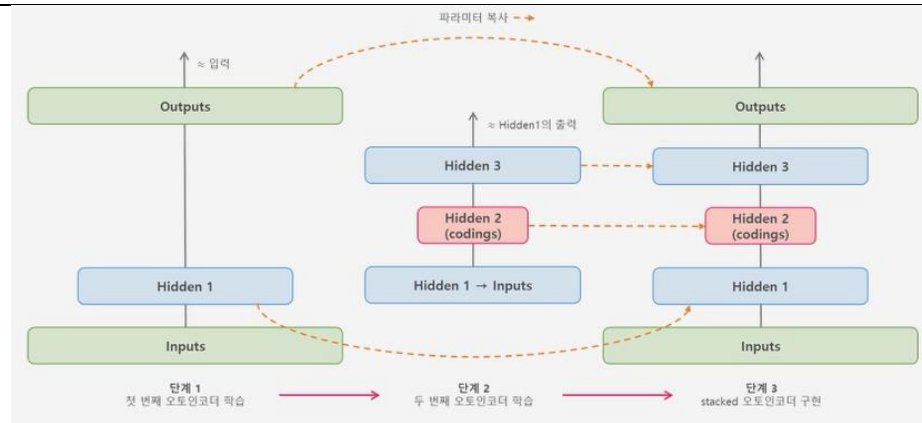 파라미터 복사
≈ 입력
Outputs
Hidden 1
Inputs
단계 1
첫 번째 오토인코더 학습
≈ Hidden1의 출력
Hidden 3
Hidden 2
(codings)
Hidden 1 → Inputs
단계 2
두 번째 오토인코더 학습
Outputs
Hidden 3
Hidden 2
(codings)
Hidden 1
Inputs
단계 3
stacked 오토인코더 구현